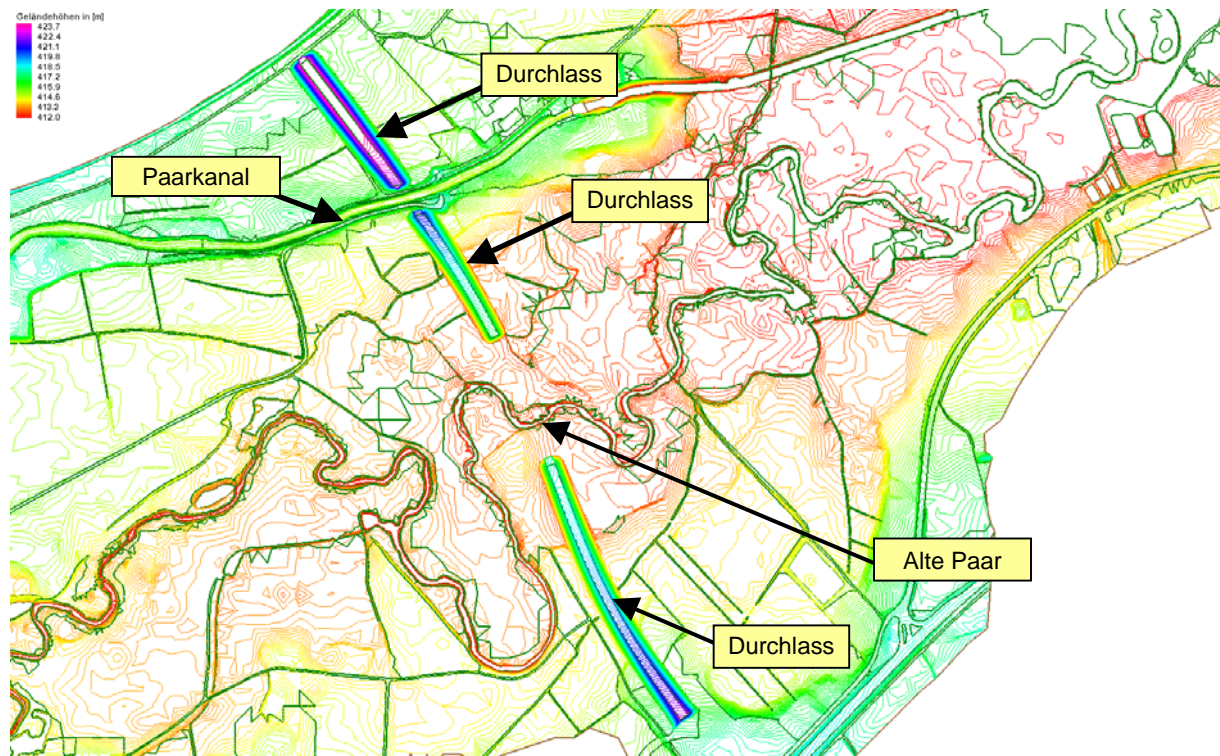 Geländehöhen in [m]
423.7
422.4
421.1
419.8
418.5
417.2
415.9
414.6
413.3
412.0
Durchlass
Paarkanal
Durchlass
Alte Paar
Durchlass